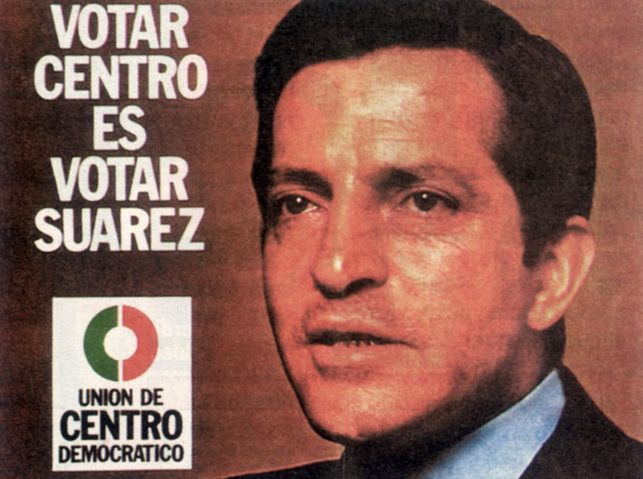 VOTAR
CENTRO
ES
VOTAR
SUAREZ
UNION DE
CENTRO
DEMOCRATICO